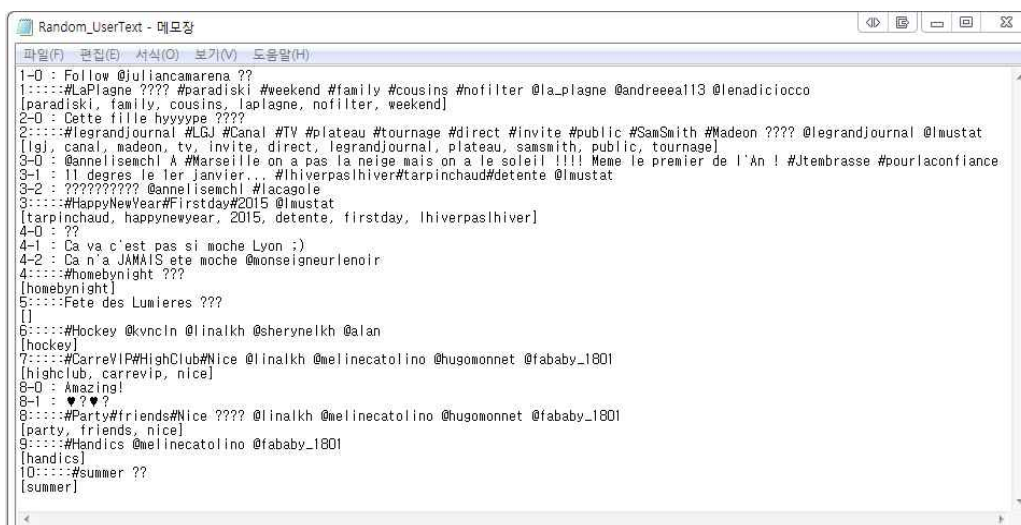 Random_UserText - 메모장
파일(F) 편집(E) 서식(O) 보기(V) 도움말(H)
1-0 : Follow @juliancamarena ??
1:::::#LaPlagne ???? #paradiski #weekend #family #cousins #nofilter @la_plagne @andreeea113 @lenadiciocco
[paradiski, family, cousins, laplagne, nofilter, weekend]
2-0 : Cette fille hyyyype ????
2:::::#legrandjournal #LGJ #Canal #TV #plateau #tournage #direct #invite #public #SamSmith #Madeon ???? @legrandjournal @lmustat
[lgj, canal, madeon, tv, invite, direct, legrandjournal, plateau, samsmith, public, tournage]
3-0 : @annelisemchl A #Marseille on a pas la neige mais on a le soleil !!!! Meme le premier de l'An ! #Jtembrasse #pourlaconfiance
3-1 : 11 degres le 1er janvier... #lhiverpaslhiver#tarpinchaud#detente @lmustat
3-2 : ?????????? @annelisemchl #lacagole
3:::::#HappyNewYear#Firstday#2015 @lmustat
[tarpinchaud, happynewyear, 2015, detente, firstday, lhiverpaslhiver]
4-0 : ??
4-1 : Ca va c'est pas si moche Lyon ;)
4-2 : Ca n'a JAMAIS ete moche @monseigneurlenoir
4:::::#homebynight ???
[homebynight]
5:::::Fete des Lumieres ???
[]
6:::::#Hockey @kvncln @linalkh @sherynelkh @alan
[hockey]
7:::::#CarreVIP#HighClub#Nice @linalkh @melinecatolino @hugomonnet @fababy_1801
[highclub, carrevip, nice]
8-0 : Amazing!
8-1 : ♥?♥?
8:::::#Party#friends#Nice ???? @linalkh @melinecatolino @hugomonnet @fababy_1801
[party, friends, nice]
9:::::#Handics @melinecatolino @fababy_1801
[handics]
10:::::#summer ??
[summer]